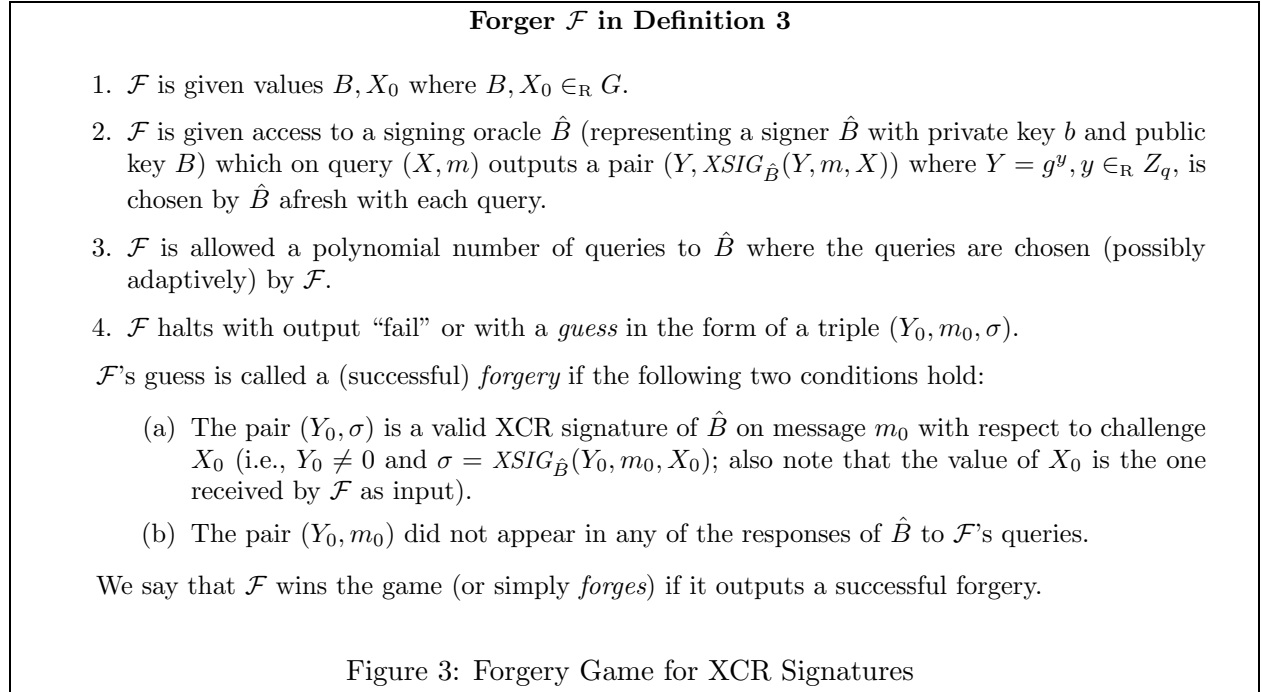 Forger ℱ in Definition 3
1. ℱ is given values B, X₀ where B, X₀ ∈_R G.
2. ℱ is given access to a signing oracle B̂ (representing a signer B̂ with private key b and public
key B) which on query (X, m) outputs a pair (Y, XSIG_B̂(Y, m, X)) where Y = g^y, y ∈_R Z_q, is
chosen by B̂ afresh with each query.
3. ℱ is allowed a polynomial number of queries to B̂ where the queries are chosen (possibly
adaptively) by ℱ.
4. ℱ halts with output “fail” or with a guess in the form of a triple (Y₀, m₀, σ).
ℱ’s guess is called a (successful) forgery if the following two conditions hold:
(a) The pair (Y₀, σ) is a valid XCR signature of B̂ on message m₀ with respect to challenge
X₀ (i.e., Y₀ ≠ 0 and σ = XSIG_B̂(Y₀, m₀, X₀); also note that the value of X₀ is the one
received by ℱ as input).
(b) The pair (Y₀, m₀) did not appear in any of the responses of B̂ to ℱ’s queries.
We say that ℱ wins the game (or simply forges) if it outputs a successful forgery.
Figure 3: Forgery Game for XCR Signatures